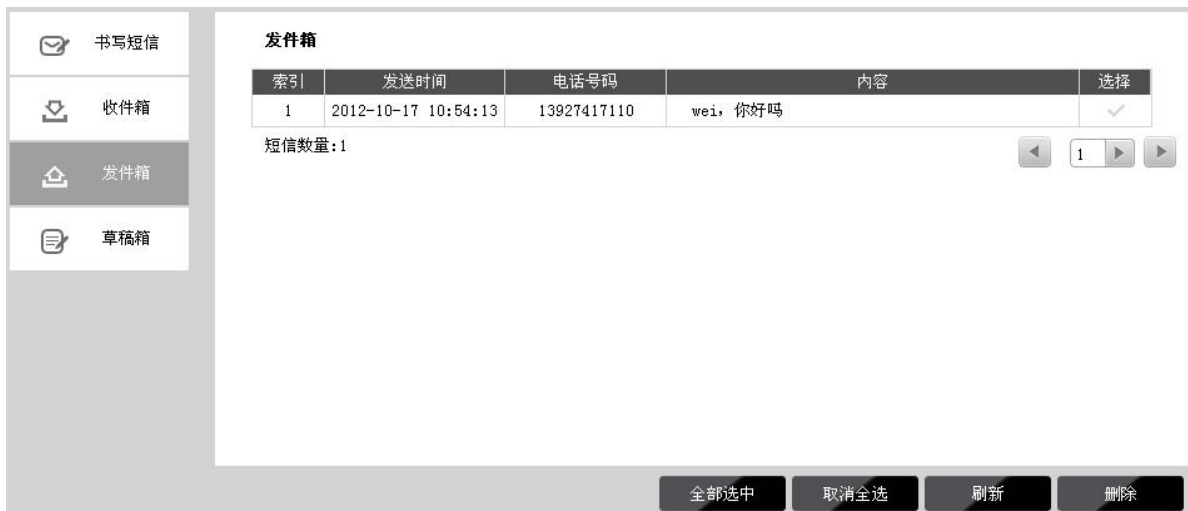 书写短信
收件箱
发件箱
草稿箱
发件箱
索引 发送时间 电话号码 内容 选择
1 2012-10-17 10:54:13 13927417110 wei，你好吗
短信数量:1
1
全部选中 取消全选 刷新 删除